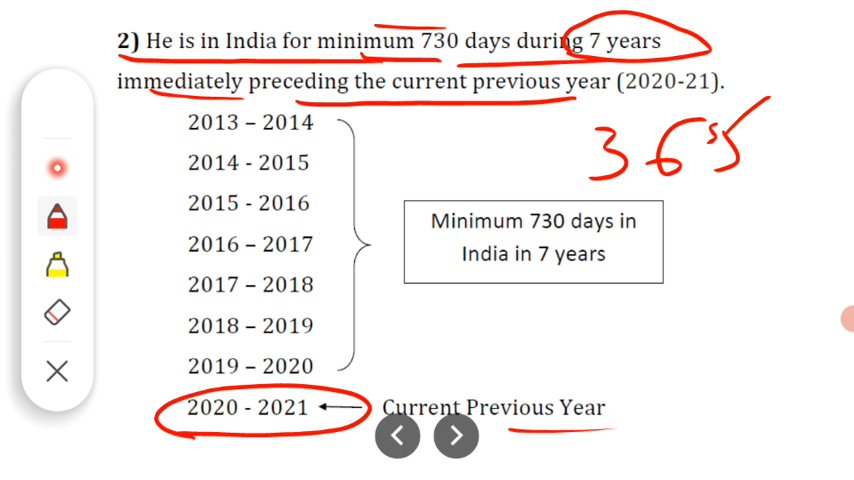 2) He is in India for minimum 730 days during 7 years
immediately preceding the current previous year (2020-21).
2013 – 2014
365
2014 - 2015
2015 - 2016
Minimum 730 days in
India in 7 years
2016 – 2017
2017 – 2018
2018 – 2019
2019 – 2020
2020 - 2021 ← Current Previous Year